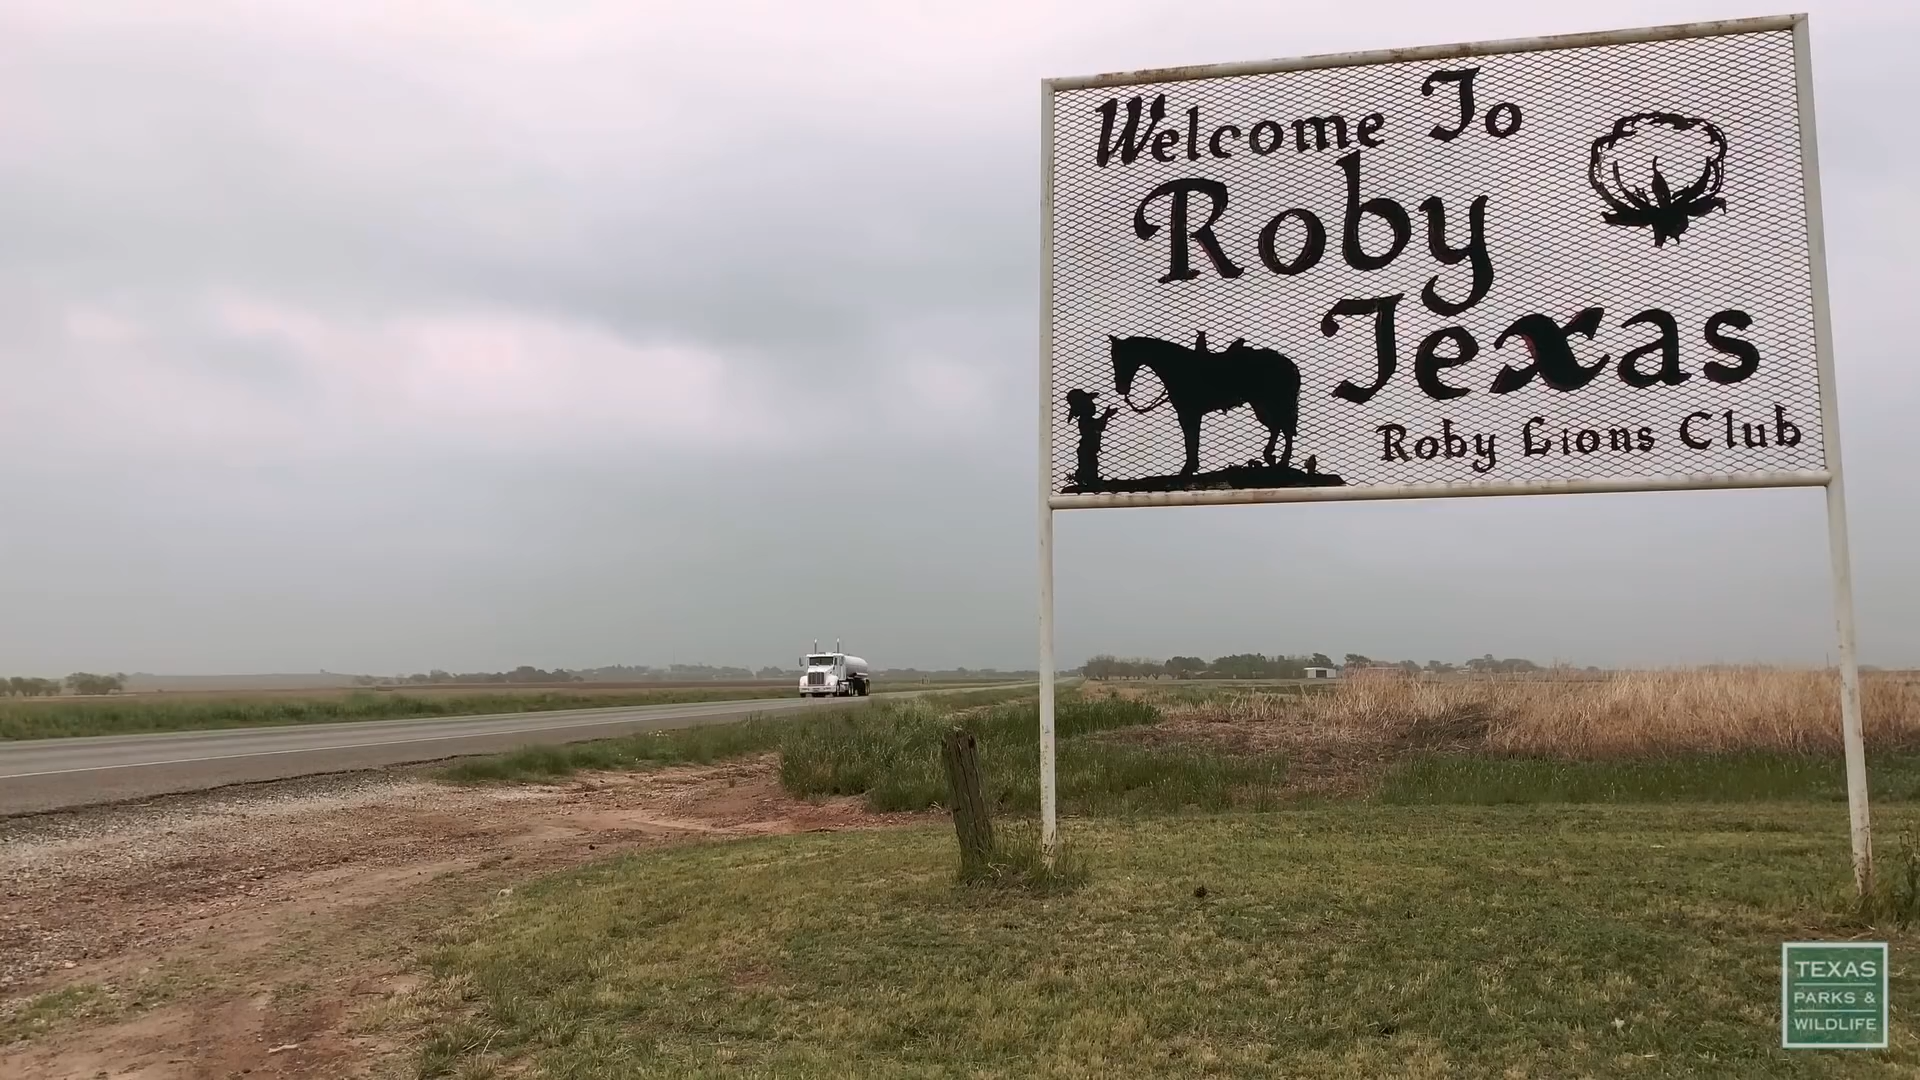 Welcome To
Roby
Texas
Roby Lions Club
TEXAS
PARKS &
WILDLIFE